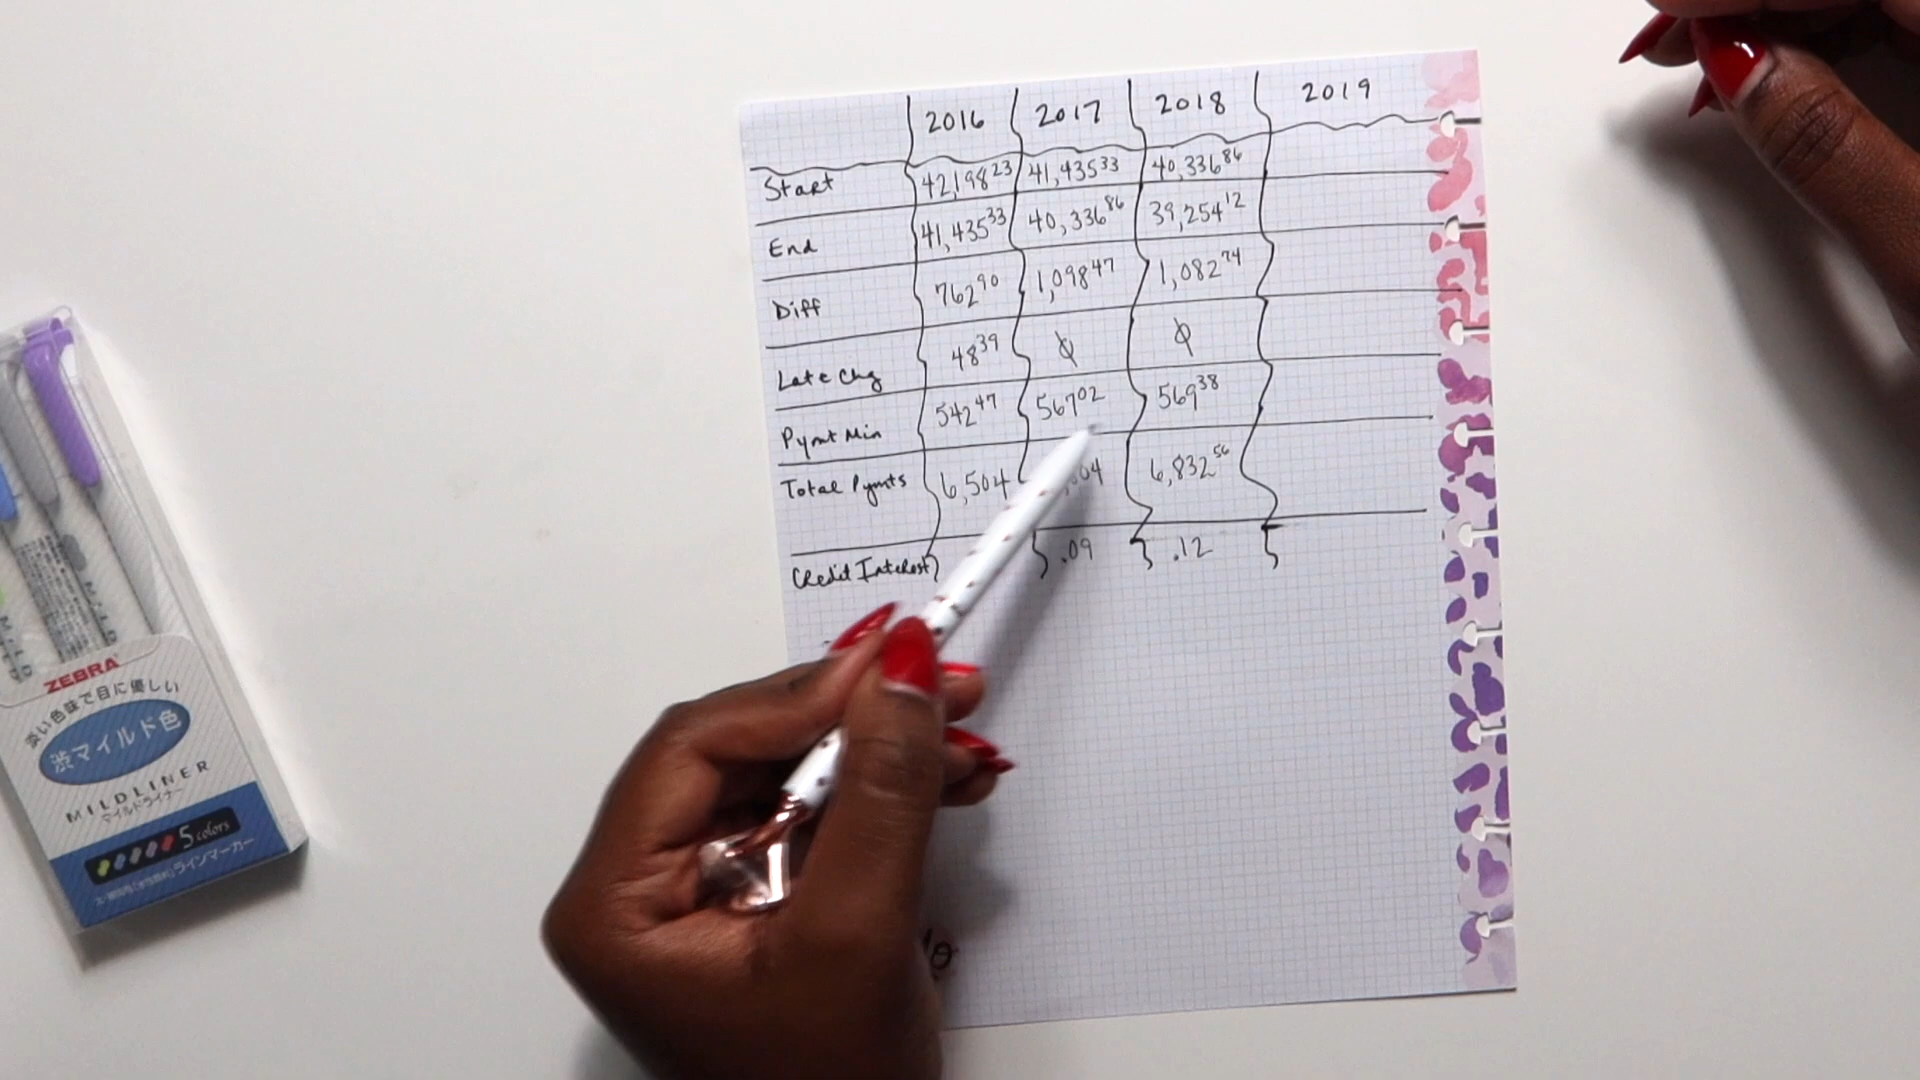 2016 2017 2018 2019
Start 42,198 23 41,435 33 40,336 86
End 41,435 33 40,336 86 39,254 12
Diff 762 90 1,098 47 1,082 74
Late Chg 48 39 ϕ ϕ
Pymt Min 542 47 567 02 569 38
Total Pymts 6,504 04 6,832 56
Credit Interest .09 .12
ZEBRA
淡い色味で目に優しい
渋マイルド色
MILDLINER
マイルドライナー
5 colors
ラインマーカー